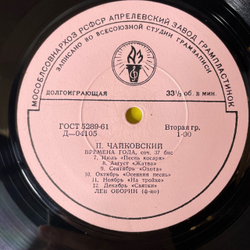 МОСОБЛСОВНАРХОЗ РСФСР АПРЕЛЕВСКИЙ ЗАВОД ГРАМПЛАСТИНОК
ЗАПИСАНО ВО ВСЕСОЮЗНОЙ СТУДИИ ГРАМЗАПИСИ
ДОЛГОИГРАЮЩАЯ
33⅓ об. в мин.
ГОСТ 5289-61
Вторая гр.
Д—04105
1-00
П. ЧАЙКОВСКИЙ
ВРЕМЕНА ГОДА, соч. 37 бис
7. Июль «Песнь косаря»
8. Август «Жатва»
9. Сентябрь «Охота»
10. Октябрь «Осенняя песнь»
11. Ноябрь «На тройке»
12. Декабрь «Святки»
ЛЕВ ОБОРИН (ф-но)